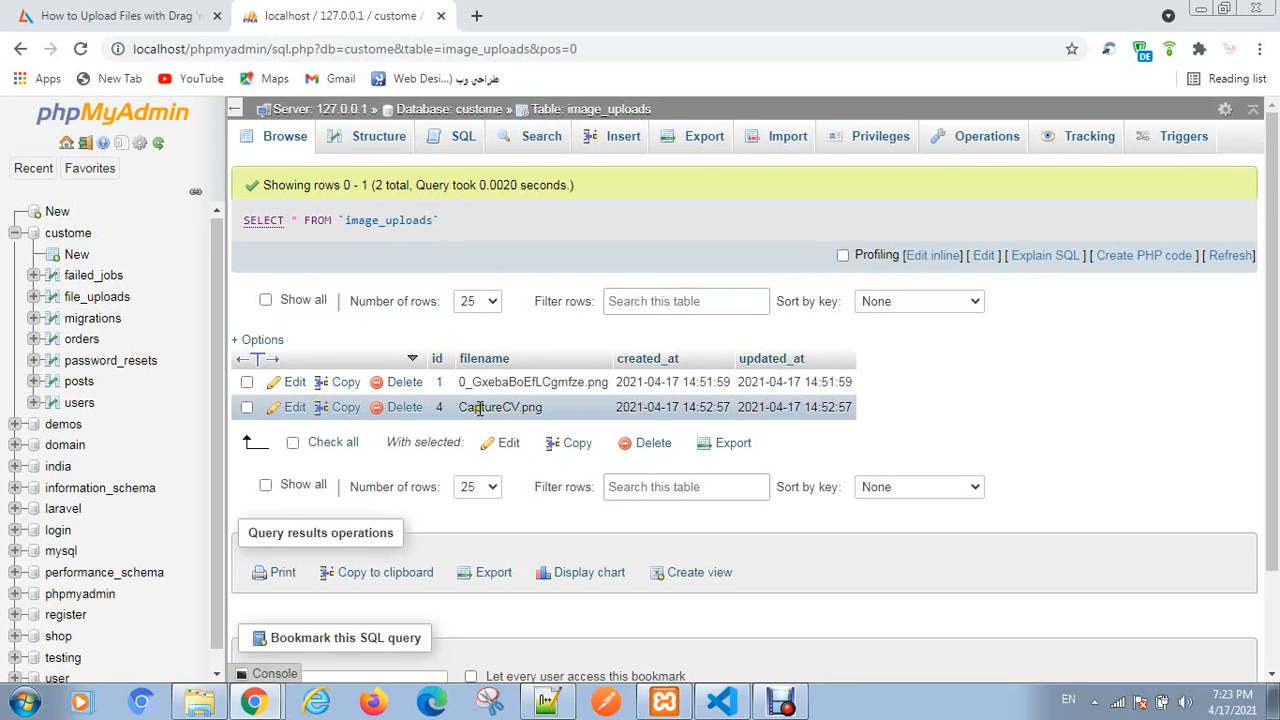 How to Upload Files with Drag 'n
localhost / 127.0.0.1 / custome /
localhost/phpmyadmin/sql.php?db=custome&table=image_uploads&pos=0
DE
Apps New Tab YouTube Maps Gmail Web Desi... طراحی وب Reading list
phpMyAdmin
Recent Favorites
New
custome
New
failed_jobs
file_uploads
migrations
orders
password_resets
posts
users
demos
domain
india
information_schema
laravel
login
mysql
performance_schema
phpmyadmin
register
shop
testing
user
Server: 127.0.0.1 » Database: custome » Table: image_uploads
Browse Structure SQL Search Insert Export Import Privileges Operations Tracking Triggers
Showing rows 0 - 1 (2 total, Query took 0.0020 seconds.)
SELECT * FROM `image_uploads`
Profiling [Edit inline] [ Edit ] [ Explain SQL ] [ Create PHP code ] [ Refresh]
Show all Number of rows: 25 Filter rows: Search this table Sort by key: None
+ Options
id filename created_at updated_at
Edit Copy Delete 1 0_GxebaBoEfLCgmfze.png 2021-04-17 14:51:59 2021-04-17 14:51:59
Edit Copy Delete 4 CaptureCV.png 2021-04-17 14:52:57 2021-04-17 14:52:57
Check all With selected: Edit Copy Delete Export
Show all Number of rows: 25 Filter rows: Search this table Sort by key: None
Query results operations
Print Copy to clipboard Export Display chart Create view
Bookmark this SQL query
Console
Let every user access this bookmark
EN
7:23 PM
4/17/2021